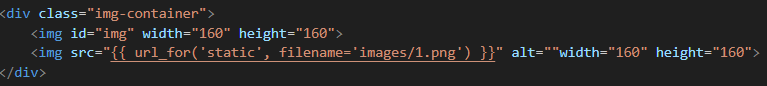 <div class="img-container">
<img id="img" width="160" height="160">
<img src="{{ url_for('static', filename='images/1.png') }}" alt=""width="160" height="160">
</div>